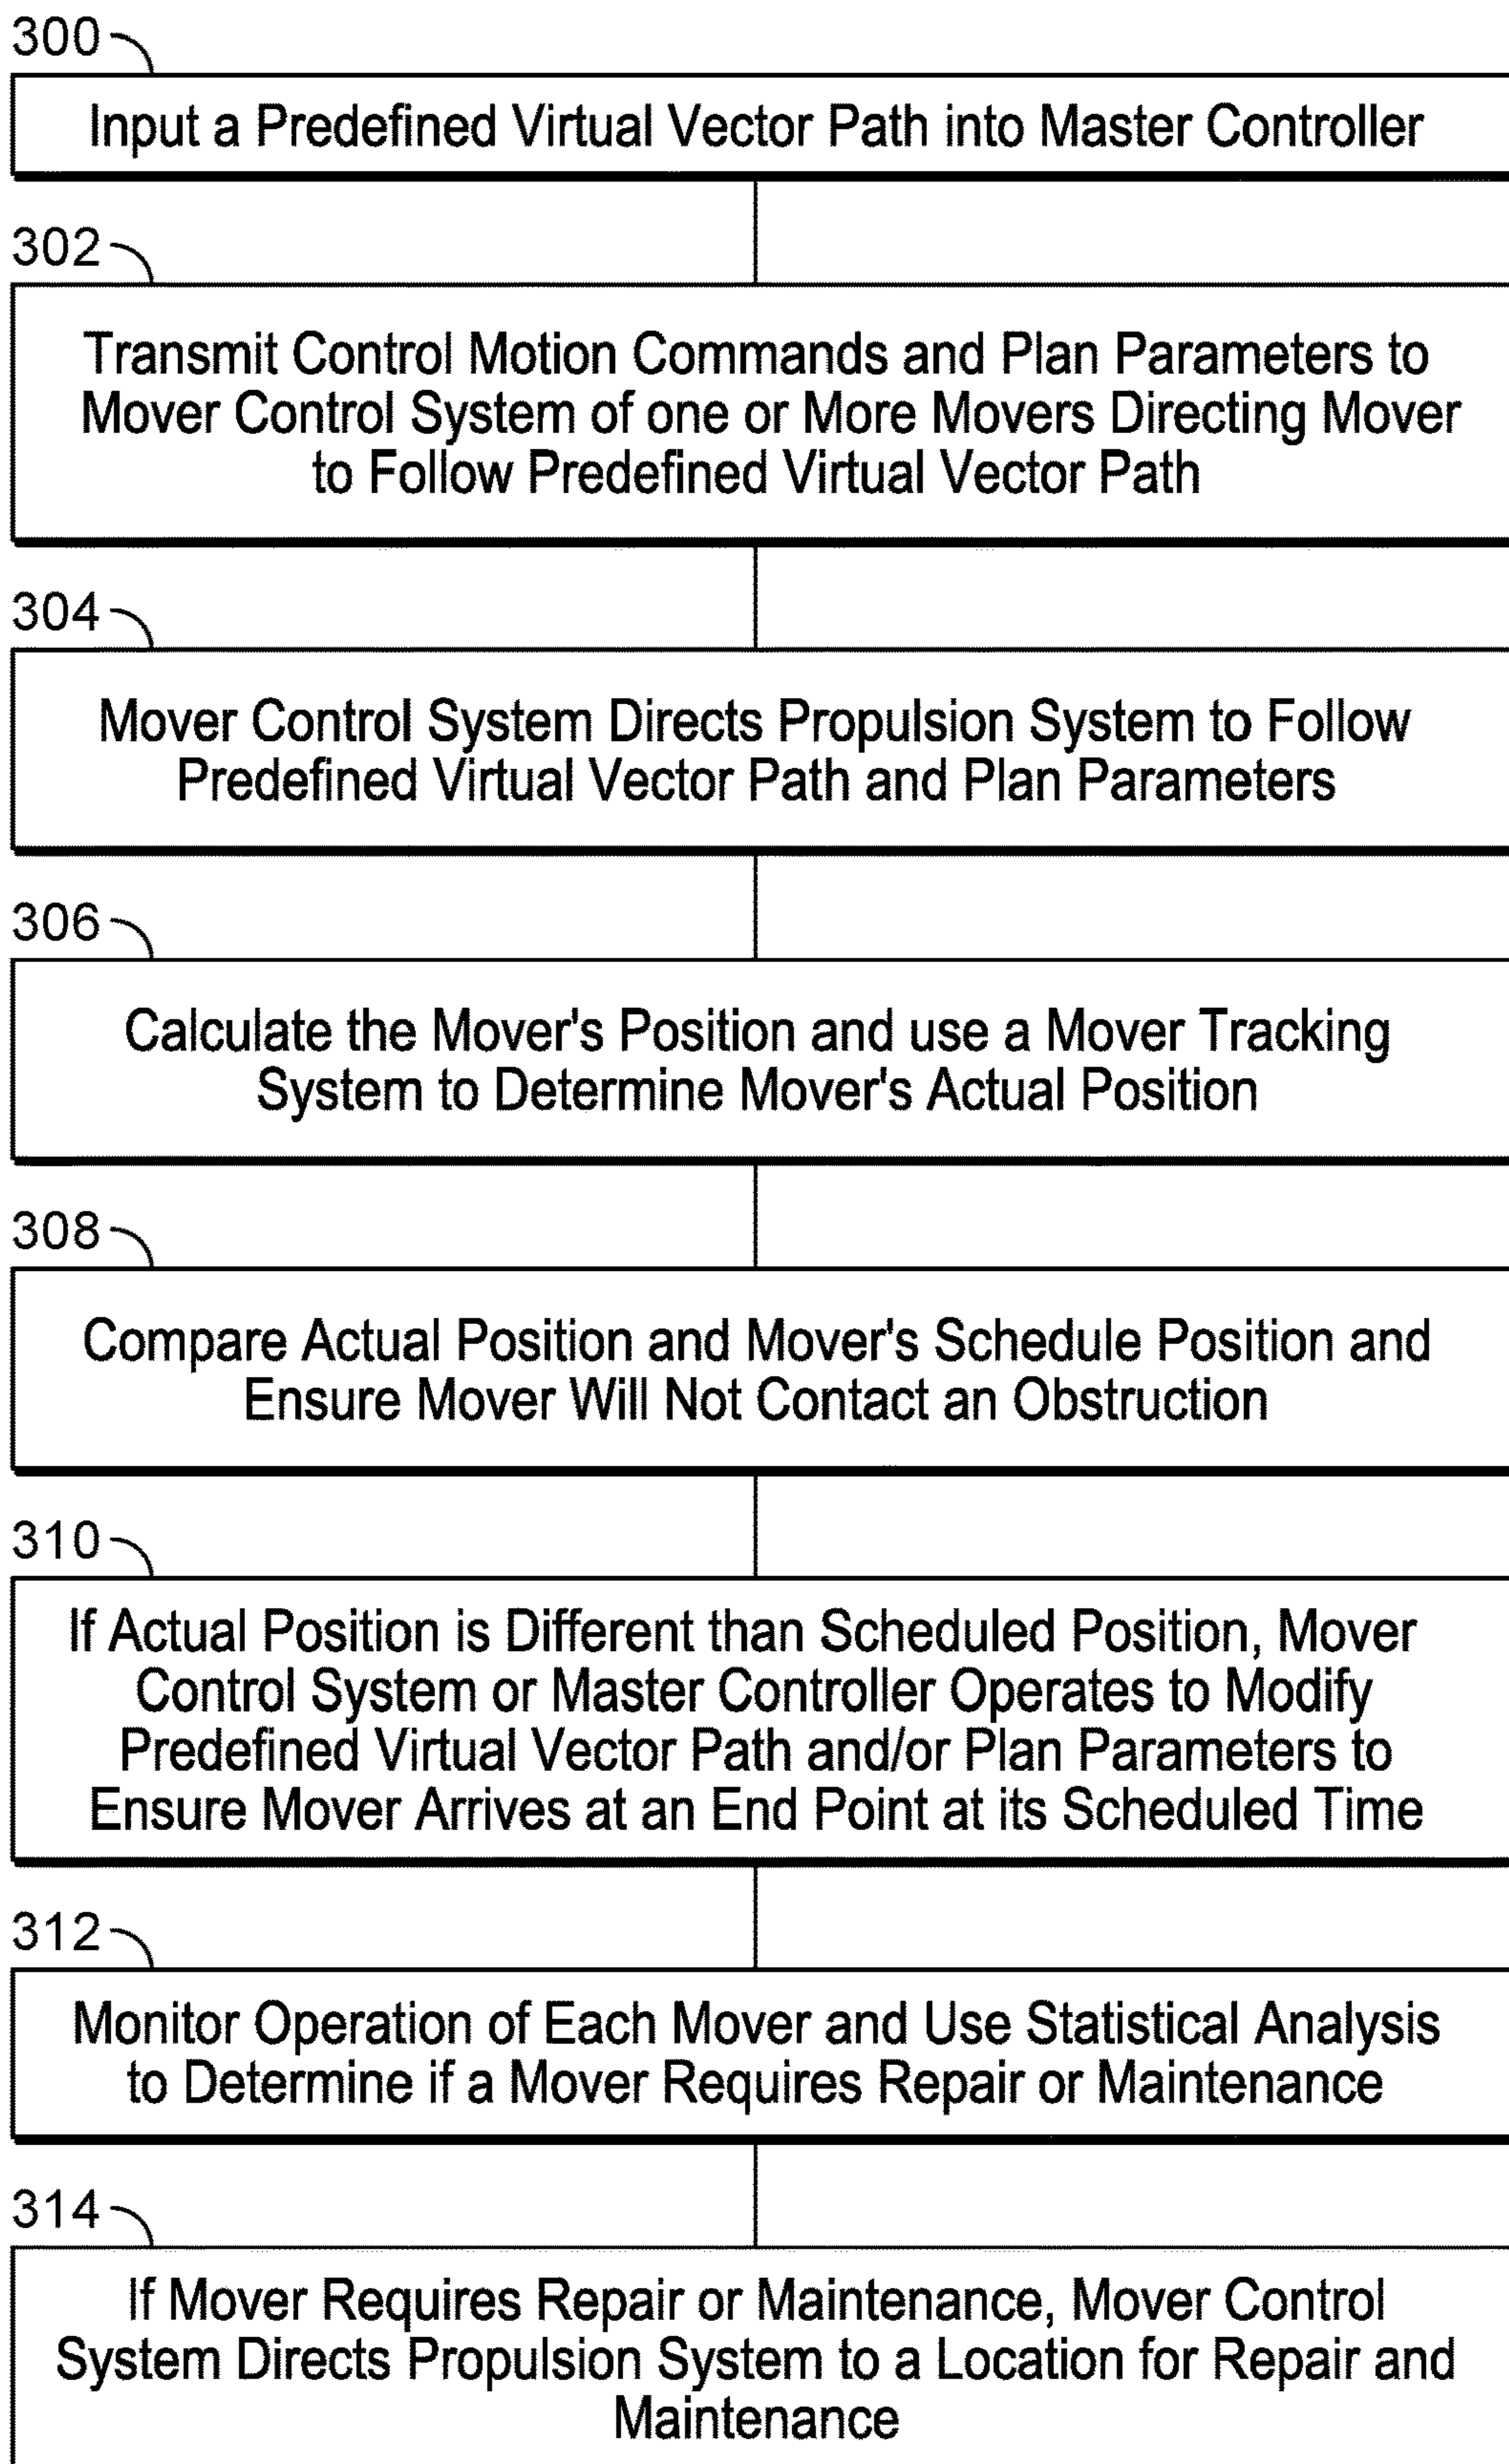 300
Input a Predefined Virtual Vector Path into Master Controller
302
Transmit Control Motion Commands and Plan Parameters to
Mover Control System of one or More Movers Directing Mover
to Follow Predefined Virtual Vector Path
304
Mover Control System Directs Propulsion System to Follow
Predefined Virtual Vector Path and Plan Parameters
306
Calculate the Mover's Position and use a Mover Tracking
System to Determine Mover's Actual Position
308
Compare Actual Position and Mover's Schedule Position and
Ensure Mover Will Not Contact an Obstruction
310
If Actual Position is Different than Scheduled Position, Mover
Control System or Master Controller Operates to Modify
Predefined Virtual Vector Path and/or Plan Parameters to
Ensure Mover Arrives at an End Point at its Scheduled Time
312
Monitor Operation of Each Mover and Use Statistical Analysis
to Determine if a Mover Requires Repair or Maintenance
314
If Mover Requires Repair or Maintenance, Mover Control
System Directs Propulsion System to a Location for Repair and
Maintenance